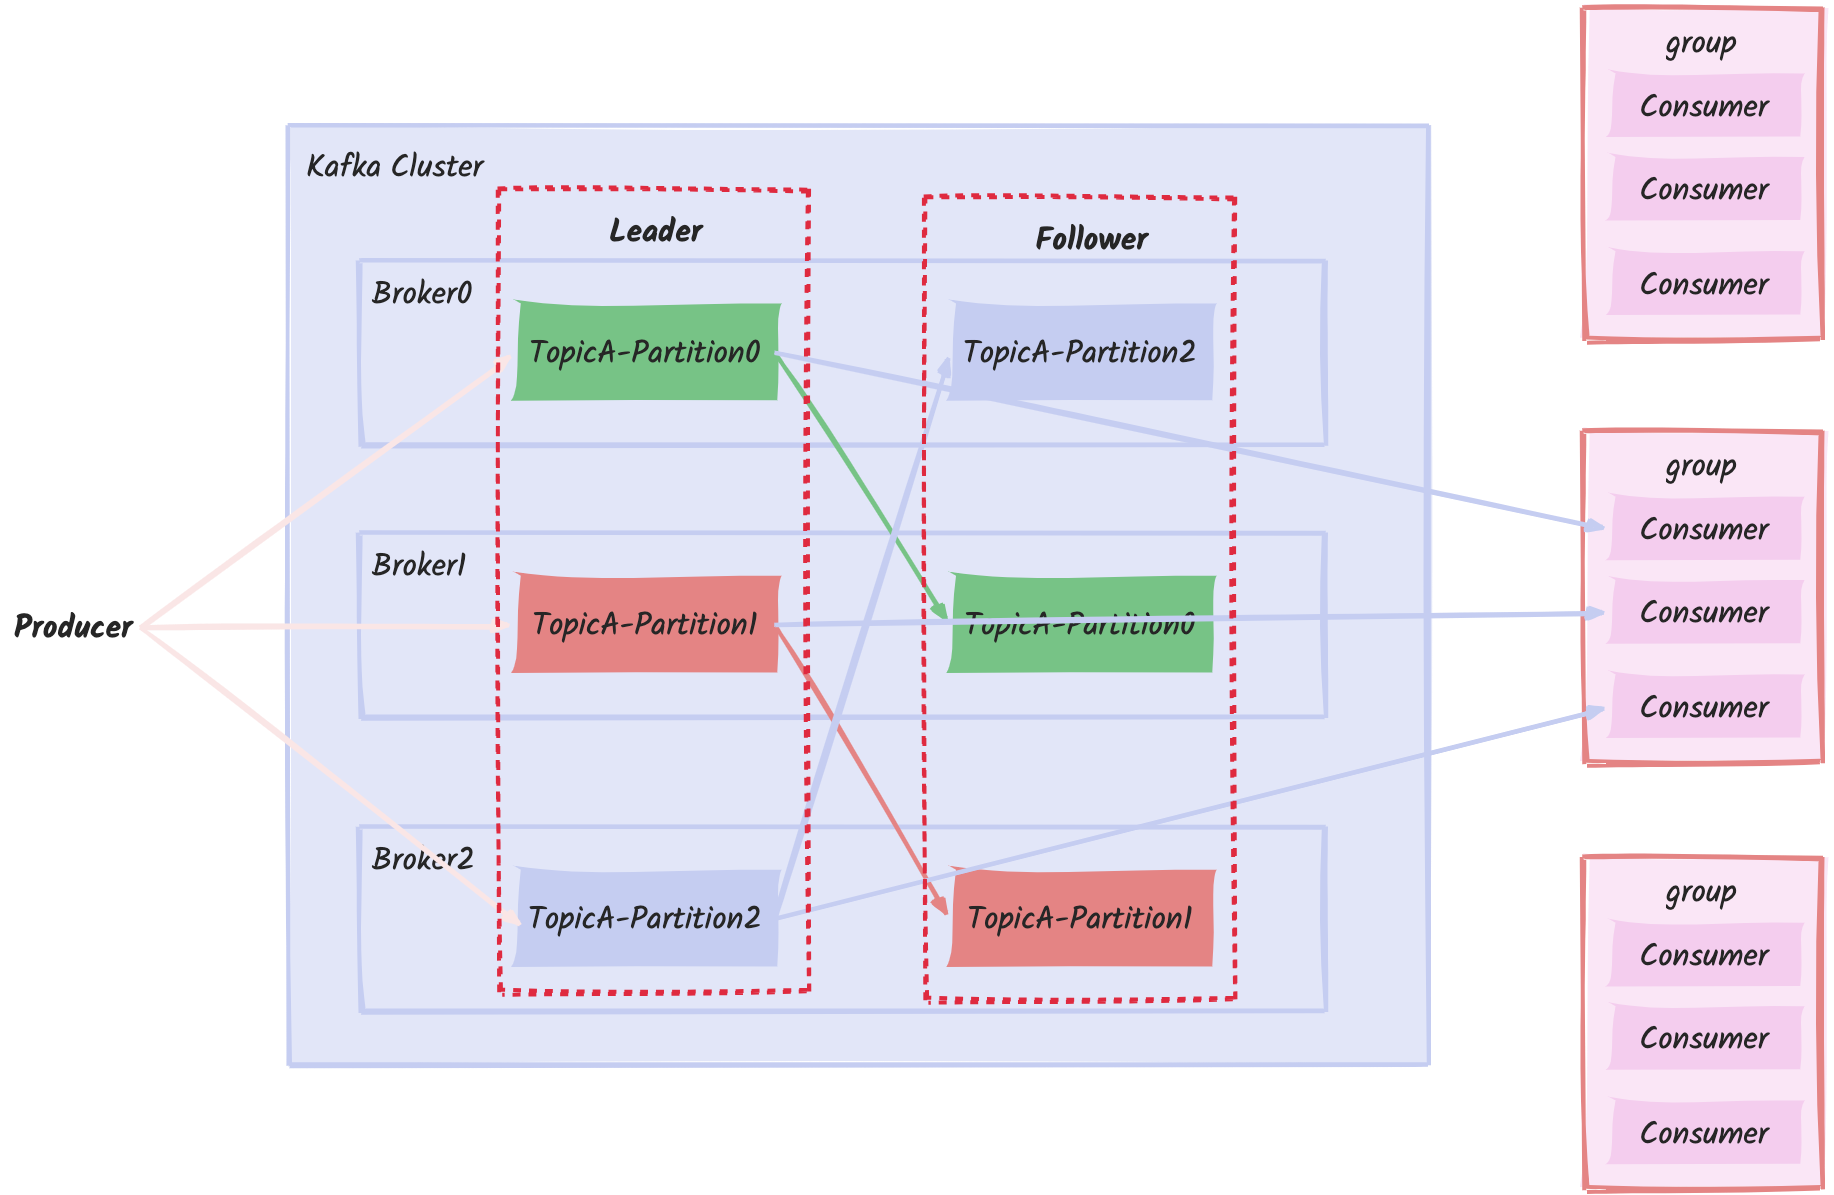 Kafka Cluster
Leader
Follower
Broker0
TopicA-Partition0
TopicA-Partition2
Broker1
TopicA-Partition1
TopicA-Partition0
Producer
Broker2
TopicA-Partition2
TopicA-Partition1
group
Consumer
Consumer
Consumer
group
Consumer
Consumer
Consumer
group
Consumer
Consumer
Consumer